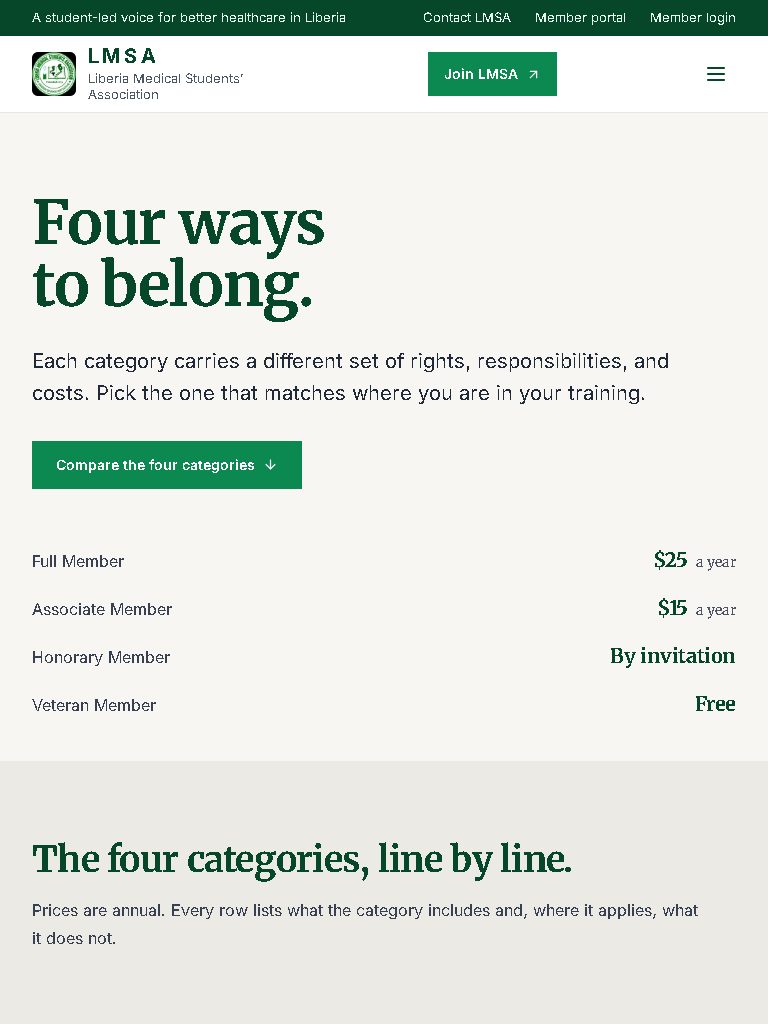 A student-led voice for better healthcare in Liberia
Contact LMSA
Member portal
Member login
LMSA
Liberia Medical Students’
Association
Join LMSA
Four ways
to belong.
Each category carries a different set of rights, responsibilities, and
costs. Pick the one that matches where you are in your training.
Compare the four categories
Full Member
$25 a year
Associate Member
$15 a year
Honorary Member
By invitation
Veteran Member
Free
The four categories, line by line.
Prices are annual. Every row lists what the category includes and, where it applies, what
it does not.